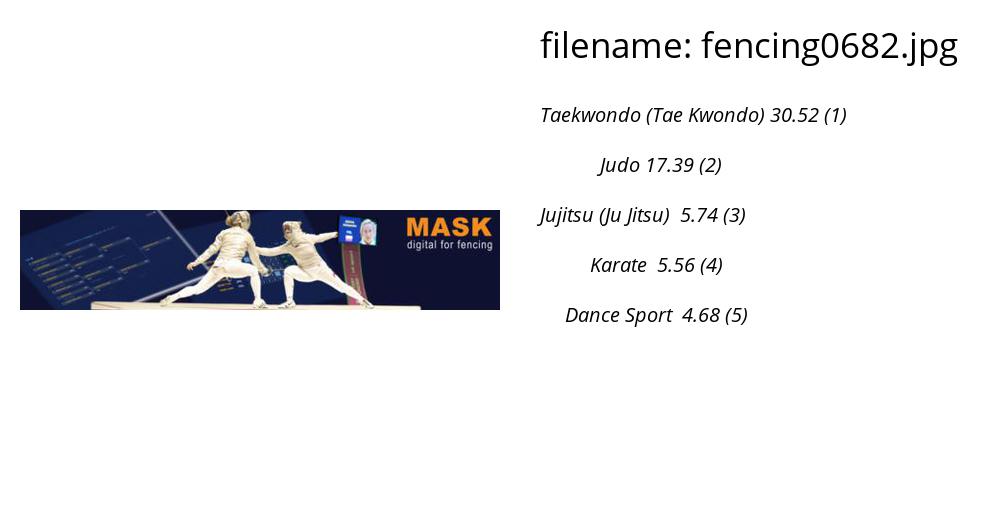 filename: fencing0682.jpg
Taekwondo (Tae Kwondo) 30.52 (1)
Judo 17.39 (2)
Jujitsu (Ju Jitsu) 5.74 (3)
MASK
digital for fencing
Karate 5.56 (4)
Dance Sport 4.68 (5)